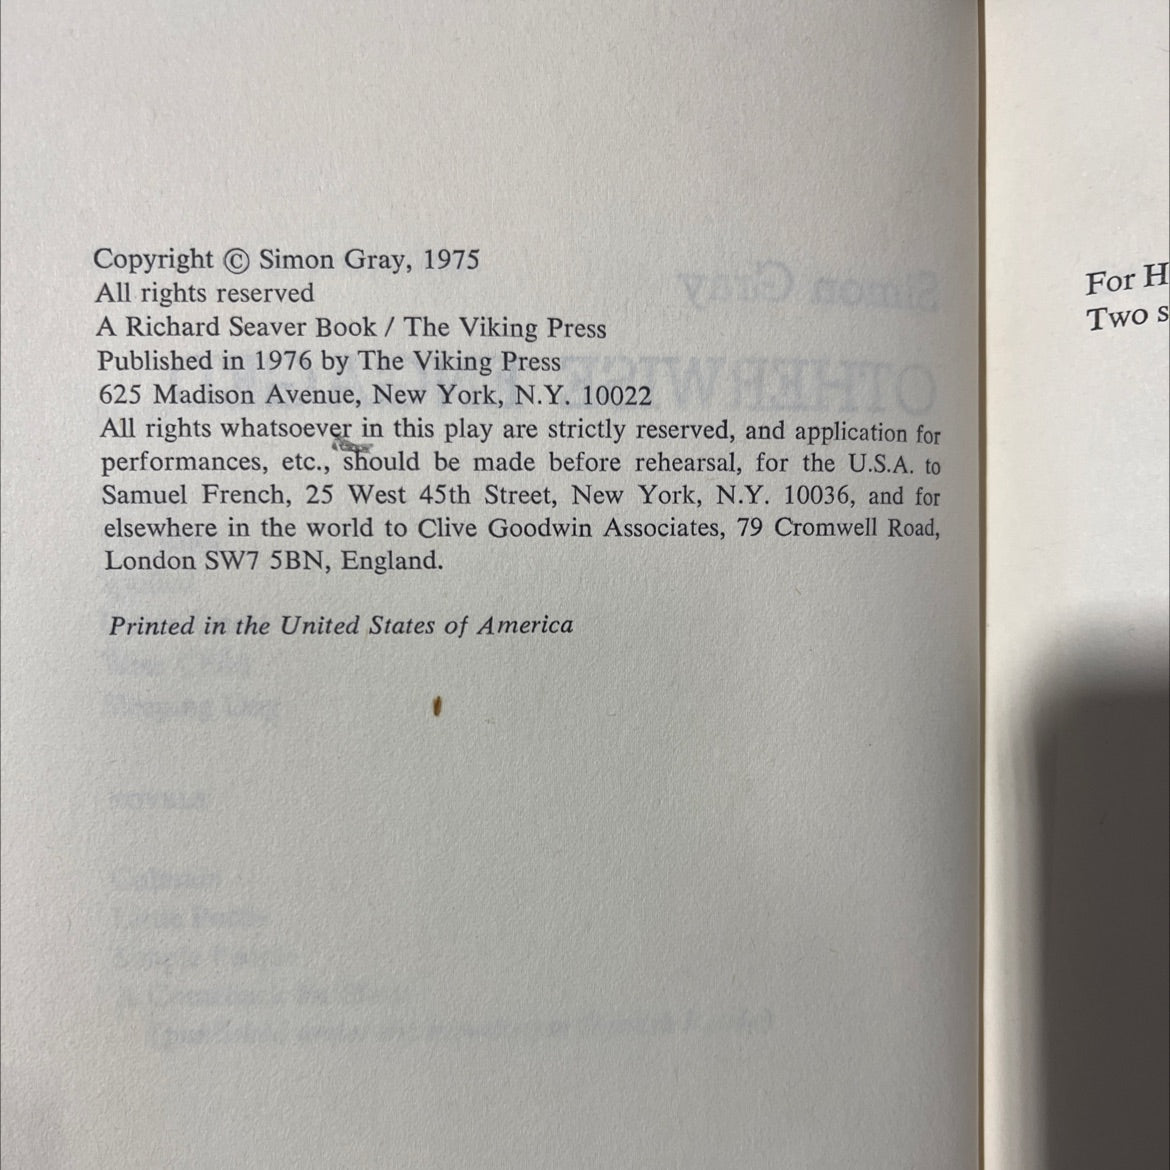 Copyright © Simon Gray, 1975
All rights reserved
A Richard Seaver Book / The Viking Press
Published in 1976 by The Viking Press
625 Madison Avenue, New York, N.Y. 10022
All rights whatsoever in this play are strictly reserved, and application for
performances, etc., should be made before rehearsal, for the U.S.A. to
Samuel French, 25 West 45th Street, New York, N.Y. 10036, and for
elsewhere in the world to Clive Goodwin Associates, 79 Cromwell Road,
London SW7 5BN, England.
Printed in the United States of America
Simon Gray
For H
Two s